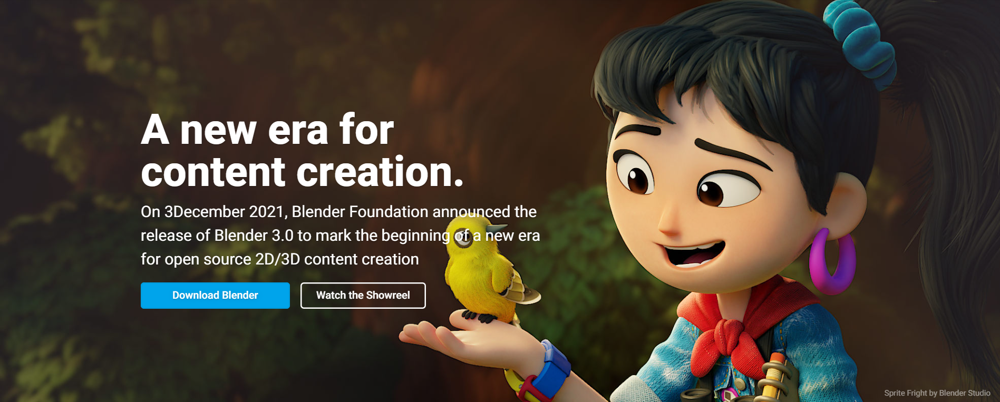 A new era for
content creation.
On 3December 2021, Blender Foundation announced the
release of Blender 3.0 to mark the beginning of a new era
for open source 2D/3D content creation
Download Blender
Watch the Showreel
Sprite Fright by Blender Studio